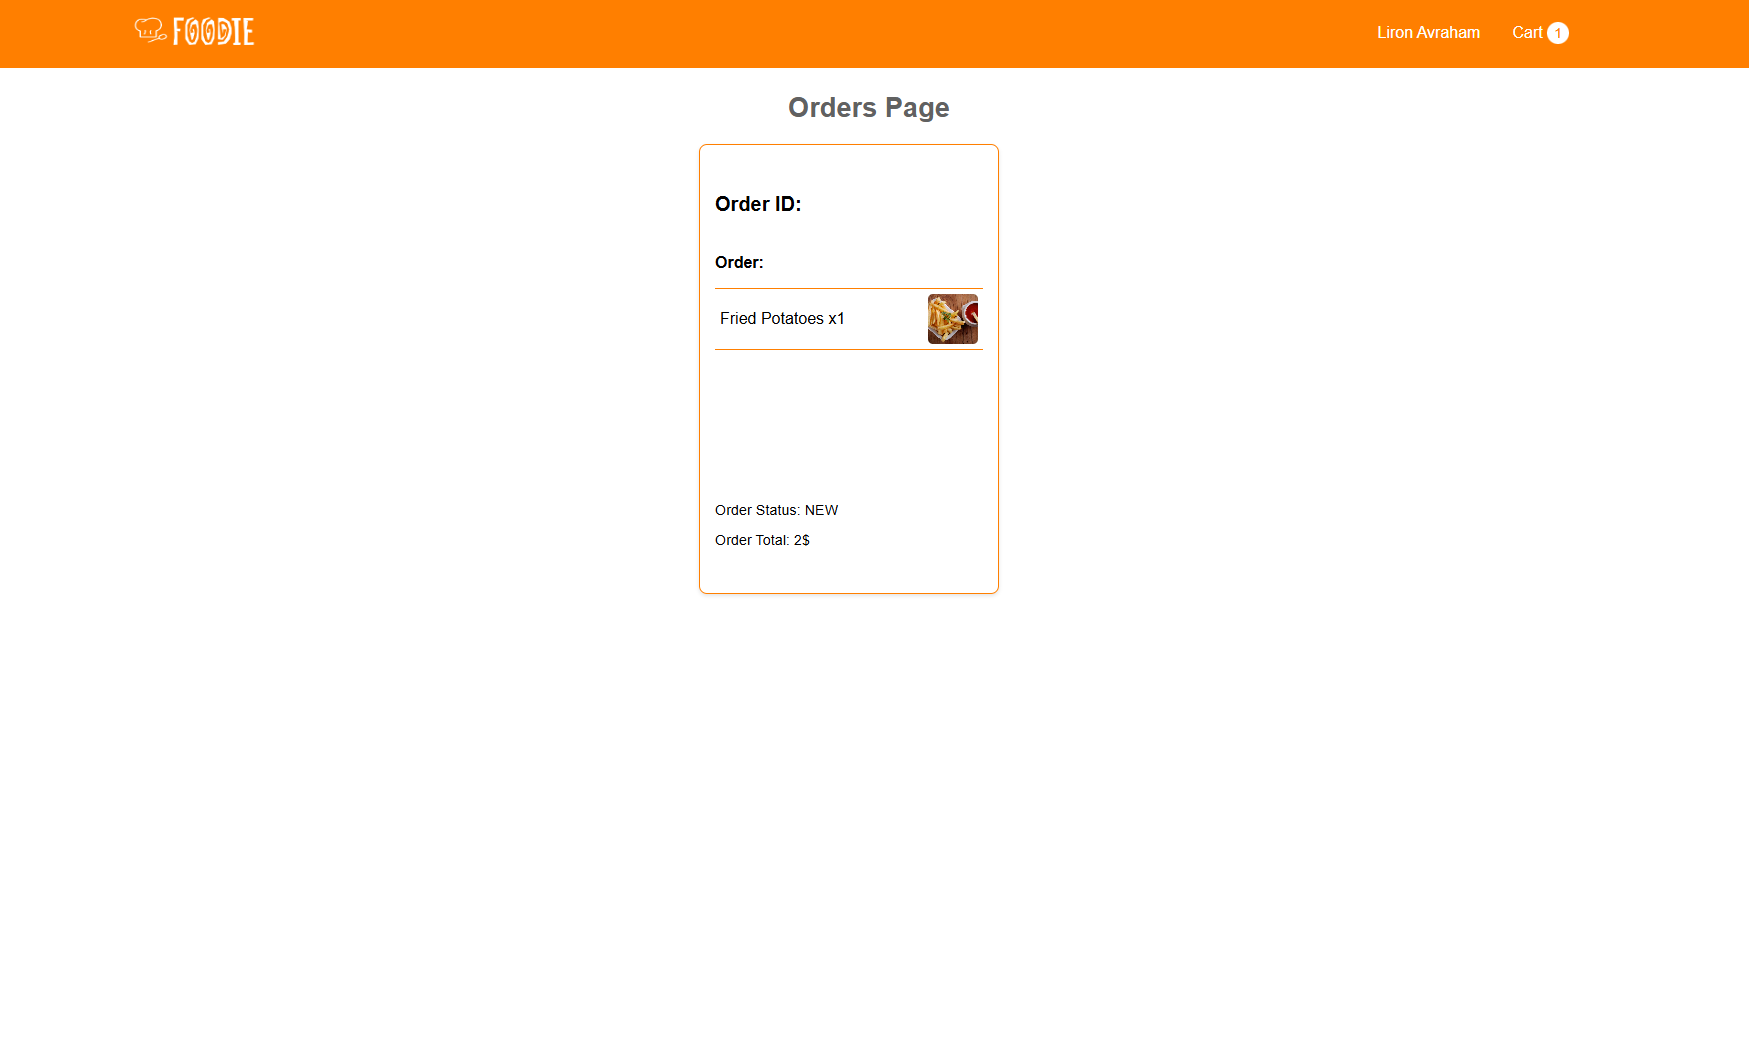 FOODIE
Liron Avraham
Cart 1
Orders Page
Order ID:
Order:
Fried Potatoes x1
Order Status: NEW
Order Total: 2$